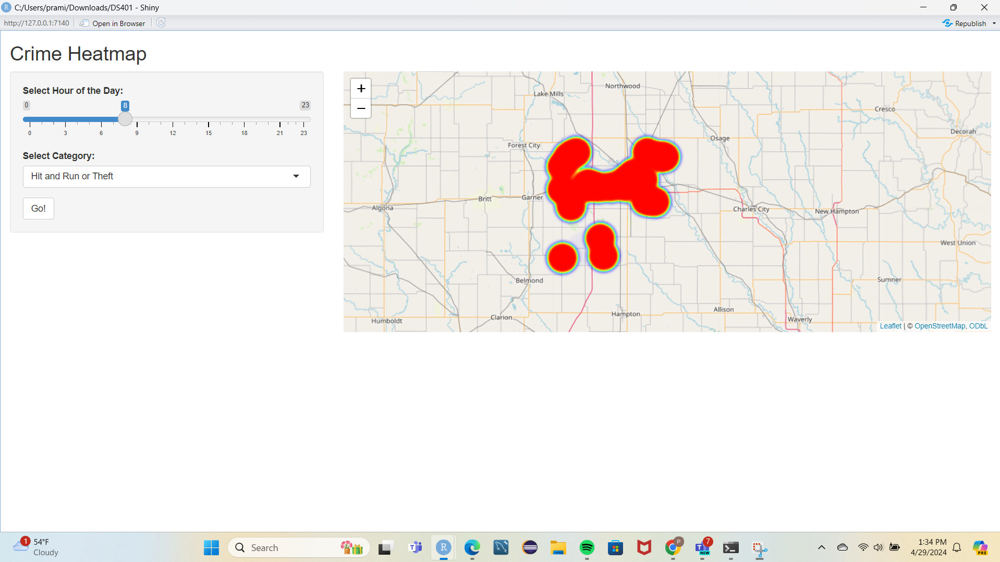 R C:/Users/prami/Downloads/DS401 - Shiny
http://127.0.0.1:7140 Open in Browser Republish
Crime Heatmap
Select Hour of the Day:
0 8 23
0 3 6 9 12 15 18 21 23
Select Category:
Hit and Run or Theft
Go!
+
−
Northwood
Lake Mills
Cresco
Decorah
Osage
Forest City
Britt
Garner
Algona
Charles City
New Hampton
West Union
Belmond
Sumner
Allison
Hampton
Clarion
Waverly
Humboldt
Leaflet | © OpenStreetMap, ODbL
1 54°F
Cloudy
Search
T
R
P
7
NEW
1:34 PM
4/29/2024
PRE